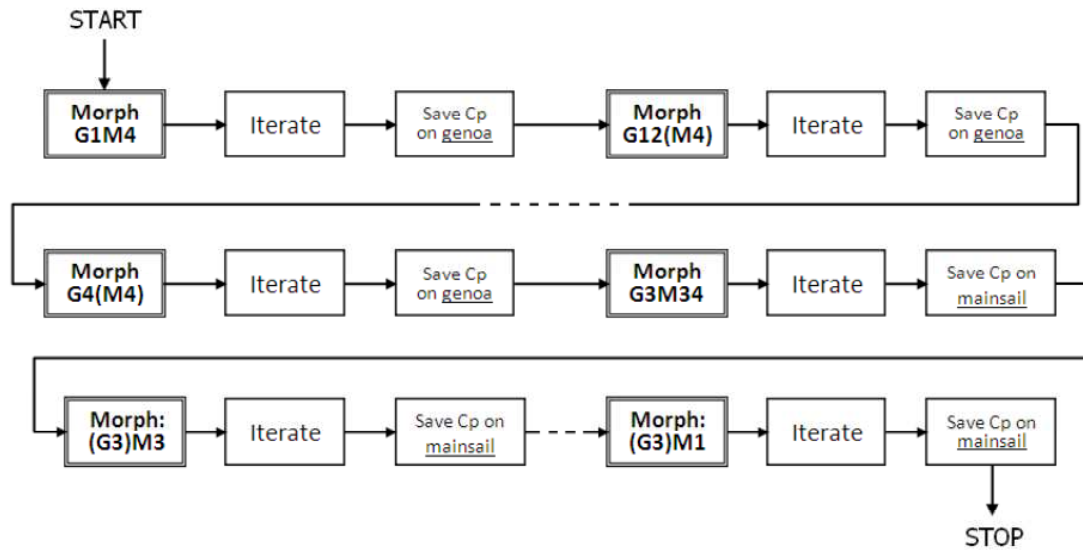 START
Morph
G1M4
Iterate
Save Cp
on genoa
Morph
G12(M4)
Iterate
Save Cp
on genoa
Morph
G4(M4)
Iterate
Save Cp
on genoa
Morph
G3M34
Iterate
Save Cp on
mainsail
Morph:
(G3)M3
Iterate
Save Cp on
mainsail
Morph:
(G3)M1
Iterate
Save Cp on
mainsail
STOP